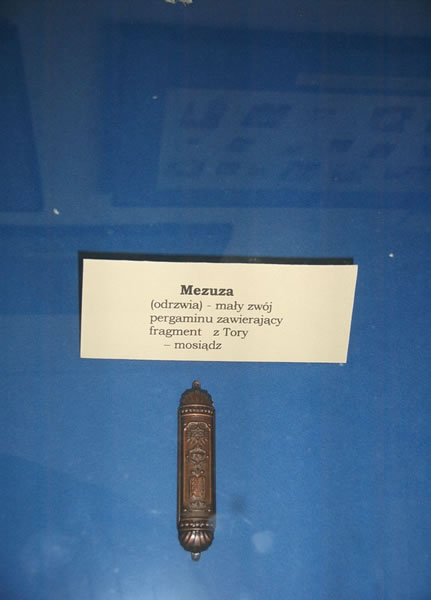 Mezuza
(odrzwia) - mały zwój
pergaminu zawierający
fragment z Tory
– mosiądz